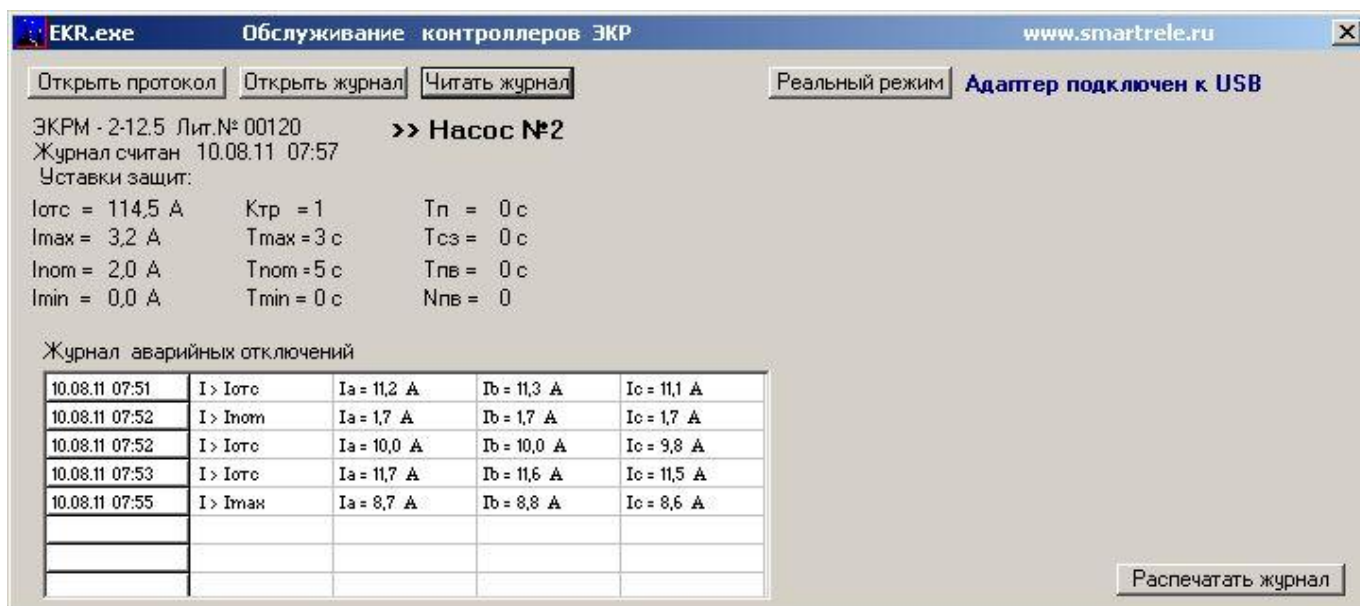 EKR.exe Обслуживание контроллеров ЭКР www.smartrele.ru
Открыть протокол Открыть журнал Читать журнал Реальный режим Адаптер подключен к USB
ЭКРМ - 2-12.5 Лит.№ 00120 >> Насос №2
Журнал считан 10.08.11 07:57
Уставки защит:
Iотс = 114,5 А Ктр = 1 Тп = 0 с
Imax = 3,2 А Tmax = 3 с Тсз = 0 с
Inom = 2,0 А Tnom = 5 с Тпв = 0 с
Imin = 0,0 А Tmin = 0 с Nпв = 0
Журнал аварийных отключений
10.08.11 07:51 I > Iотс Ia = 11,2 А Ib = 11,3 А Ic = 11,1 А
10.08.11 07:52 I > Inom Ia = 1,7 А Ib = 1,7 А Ic = 1,7 А
10.08.11 07:52 I > Iотс Ia = 10,0 А Ib = 10,0 А Ic = 9,8 А
10.08.11 07:53 I > Iотс Ia = 11,7 А Ib = 11,6 А Ic = 11,5 А
10.08.11 07:55 I > Imax Ia = 8,7 А Ib = 8,8 А Ic = 8,6 А
Распечатать журнал